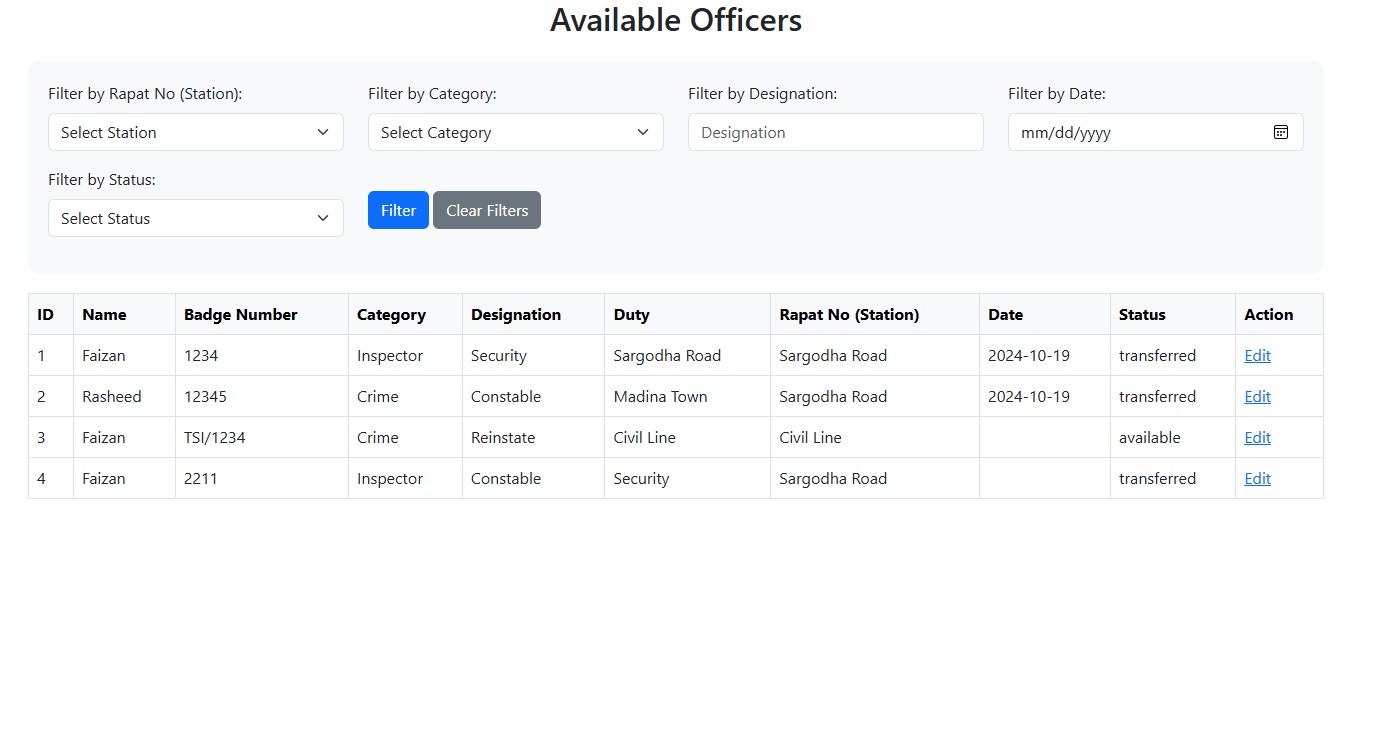 Available Officers
Filter by Rapat No (Station): Filter by Category: Filter by Designation: Filter by Date:
Select Station Select Category Designation mm/dd/yyyy
Filter by Status:
Select Status Filter Clear Filters
ID Name Badge Number Category Designation Duty Rapat No (Station) Date Status Action
1 Faizan 1234 Inspector Security Sargodha Road Sargodha Road 2024-10-19 transferred Edit
2 Rasheed 12345 Crime Constable Madina Town Sargodha Road 2024-10-19 transferred Edit
3 Faizan TSI/1234 Crime Reinstate Civil Line Civil Line available Edit
4 Faizan 2211 Inspector Constable Security Sargodha Road transferred Edit